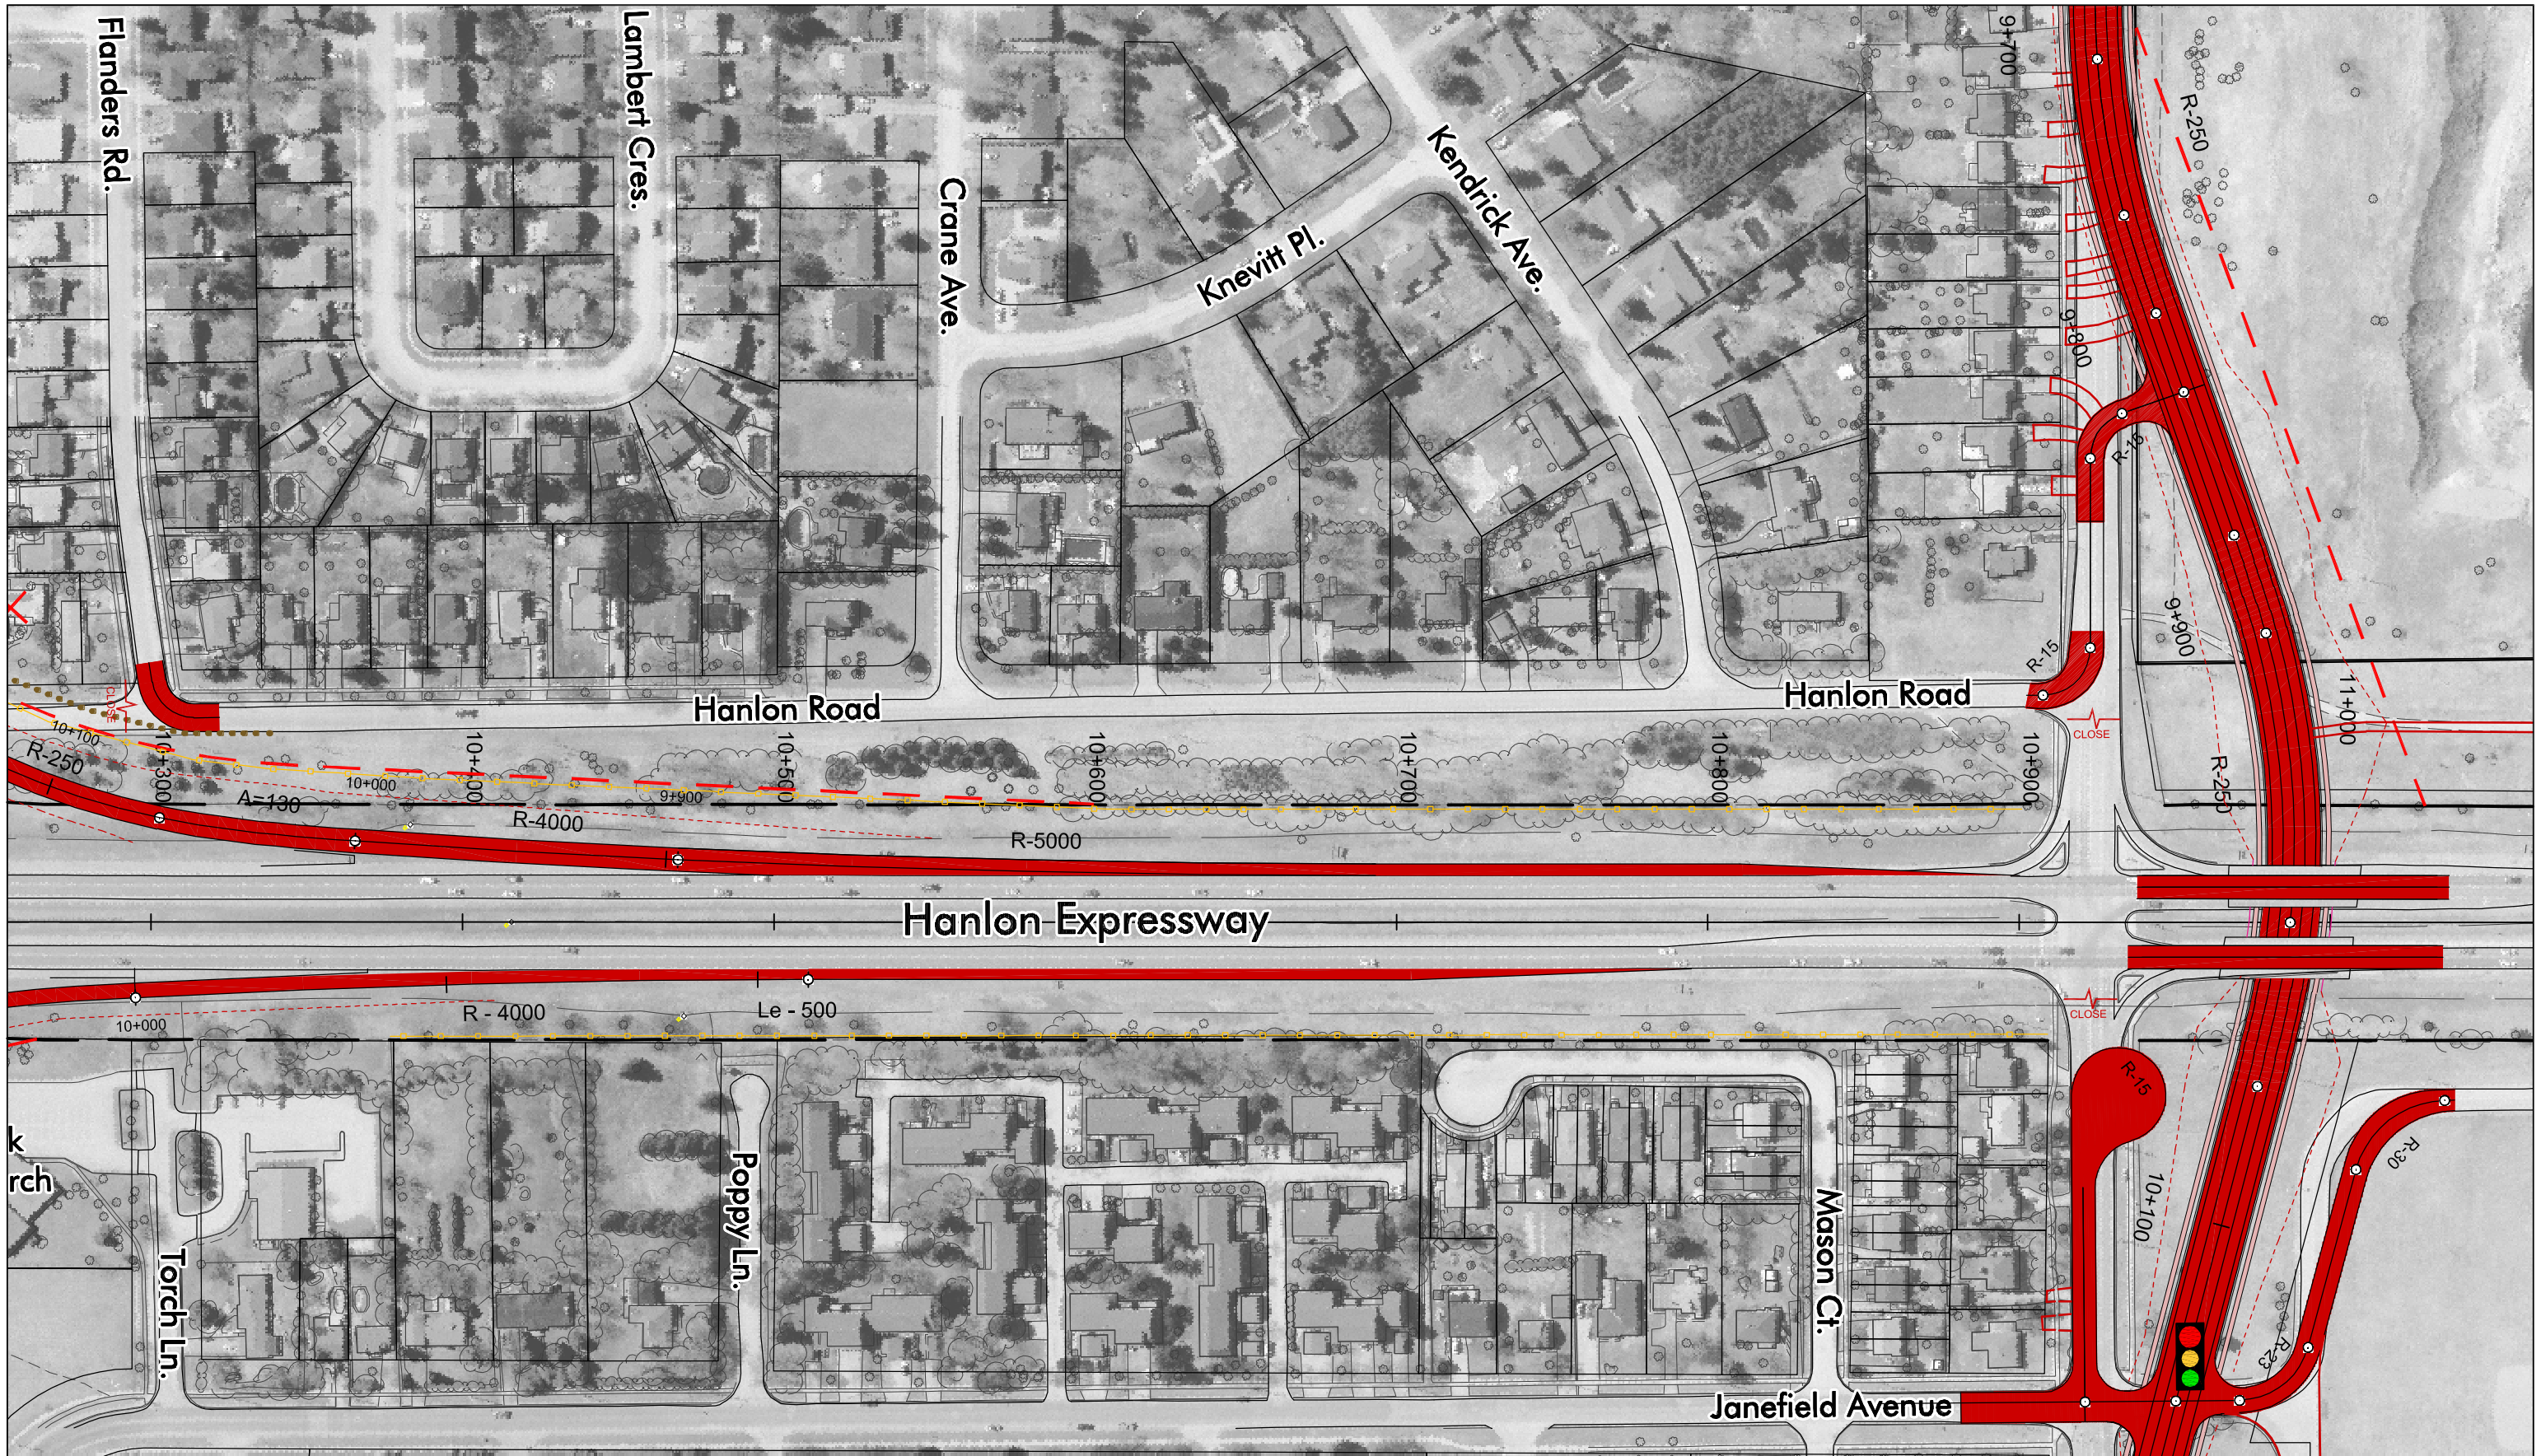 Flanders Rd.
Lambert Cres.
Crane Ave.
Knevitt Pl.
Kendrick Ave.
9+700
R-250
9+800
R-15
9+900
R-15
11+000
R-250
Hanlon Road
Hanlon Road
CLOSE
CLOSE
10+100
R-250
10+300
A=130
10+000
10+400
R-4000
9+900
10+500
R-5000
10+600
10+700
10+800
10+900
Hanlon Expressway
10+000
R - 4000
Le - 500
CLOSE
R-15
R-30
10+100
R-23
k
rch
Torch Ln.
Poppy Ln.
Mason Ct.
Janefield Avenue